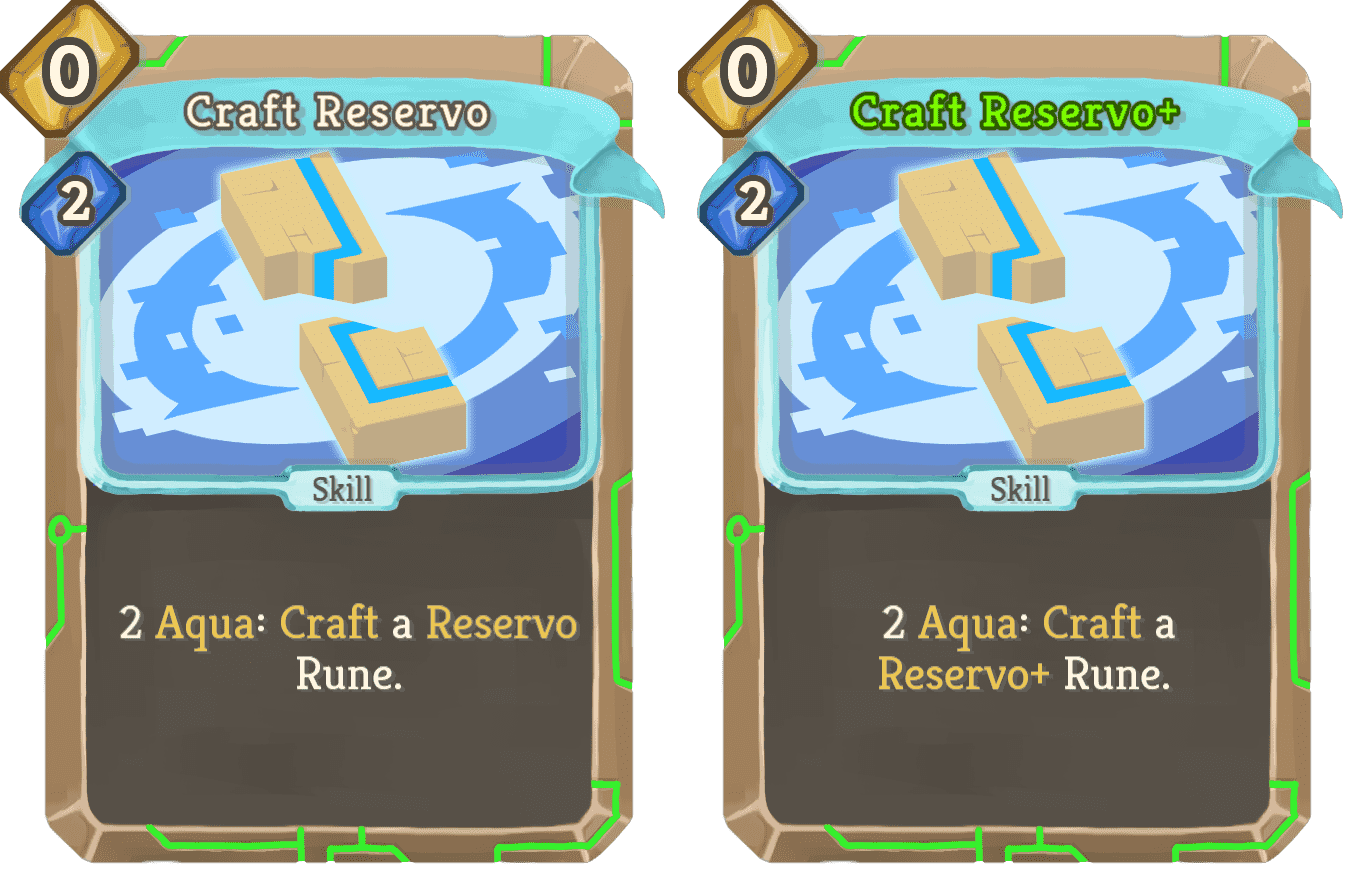 0
Craft Reservo
2
Skill
2 Aqua: Craft a Reservo
Rune.
0
Craft Reservo+
2
Skill
2 Aqua: Craft a
Reservo+ Rune.